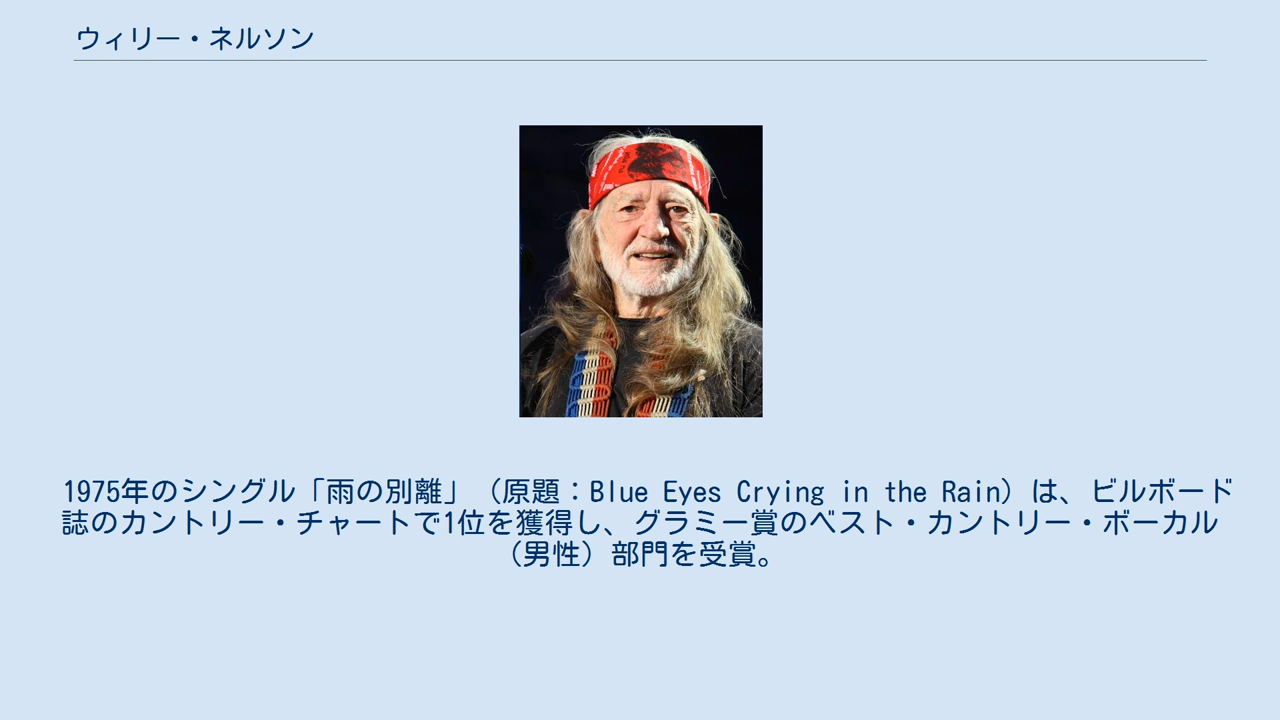 ウィリー・ネルソン
1975年のシングル「雨の別離」（原題：Blue Eyes Crying in the Rain）は、ビルボード
誌のカントリー・チャートで1位を獲得し、グラミー賞のベスト・カントリー・ボーカル
（男性）部門を受賞。